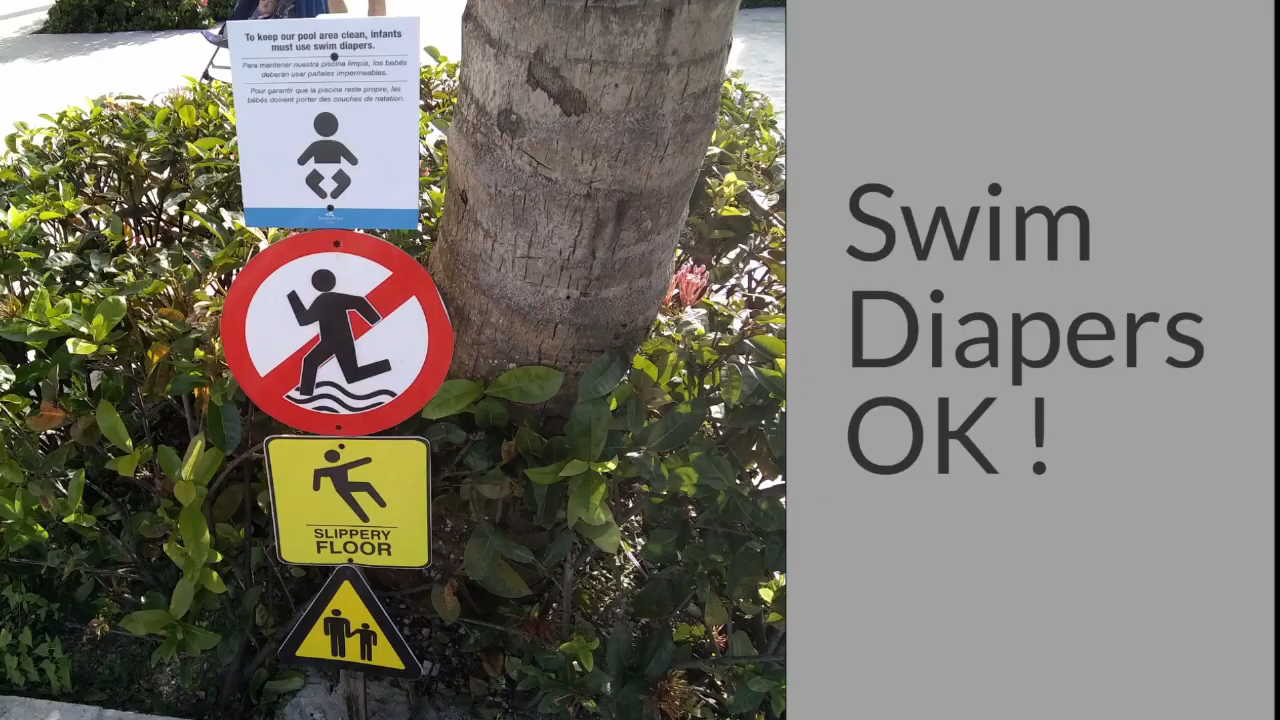 To keep our pool area clean, infants
must use swim diapers.
Para mantener nuestra piscina limpia, los bebés
deberán usar pañales impermeables.
Pour garantir que la piscine reste propre, les
bébés doivent porter des couches de natation.
SLIPPERY
FLOOR
Swim
Diapers
OK !